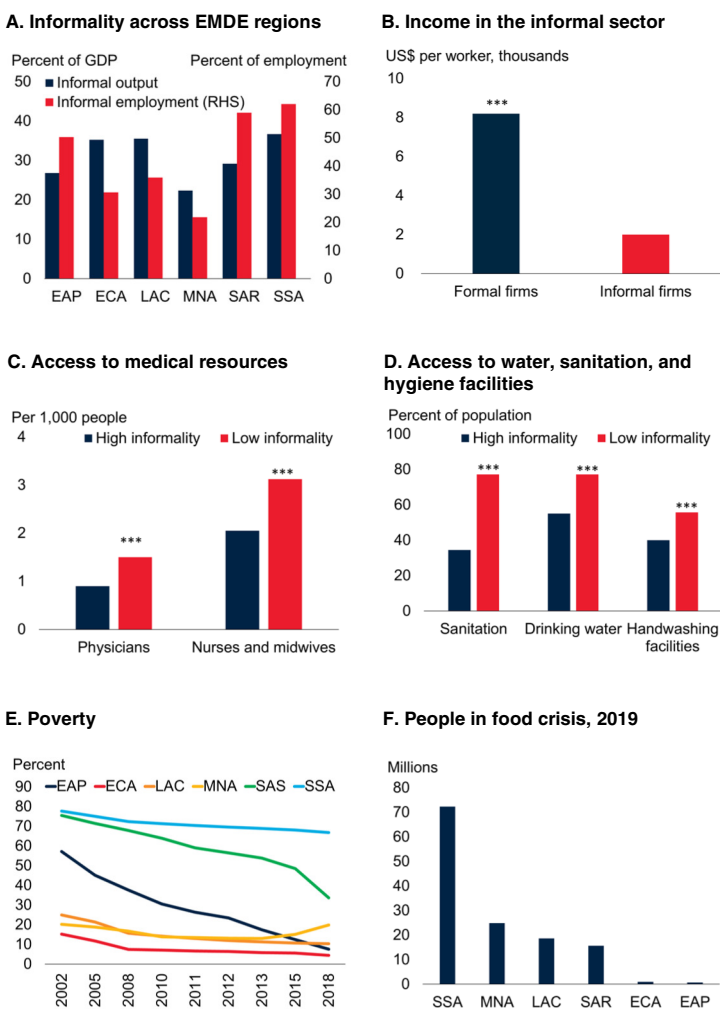 A. Informality across EMDE regions
Percent of GDP
Percent of employment
50
40
30
20
10
0
70
60
50
40
30
20
10
0
Informal output
Informal employment (RHS)
EAP ECA LAC MNA SAR SSA
B. Income in the informal sector
US$ per worker, thousands
10
8
6
4
2
0
***
Formal firms Informal firms
C. Access to medical resources
Per 1,000 people
4
3
2
1
0
High informality Low informality
***
***
Physicians Nurses and midwives
D. Access to water, sanitation, and
hygiene facilities
Percent of population
100
80
60
40
20
0
High informality Low informality
*** *** ***
Sanitation Drinking water Handwashing
facilities
E. Poverty
Percent
90
80
70
60
50
40
30
20
10
0
EAP ECA LAC MNA SAS SSA
2002 2005 2008 2010 2011 2012 2013 2015 2018
F. People in food crisis, 2019
Millions
80
70
60
50
40
30
20
10
0
SSA MNA LAC SAR ECA EAP